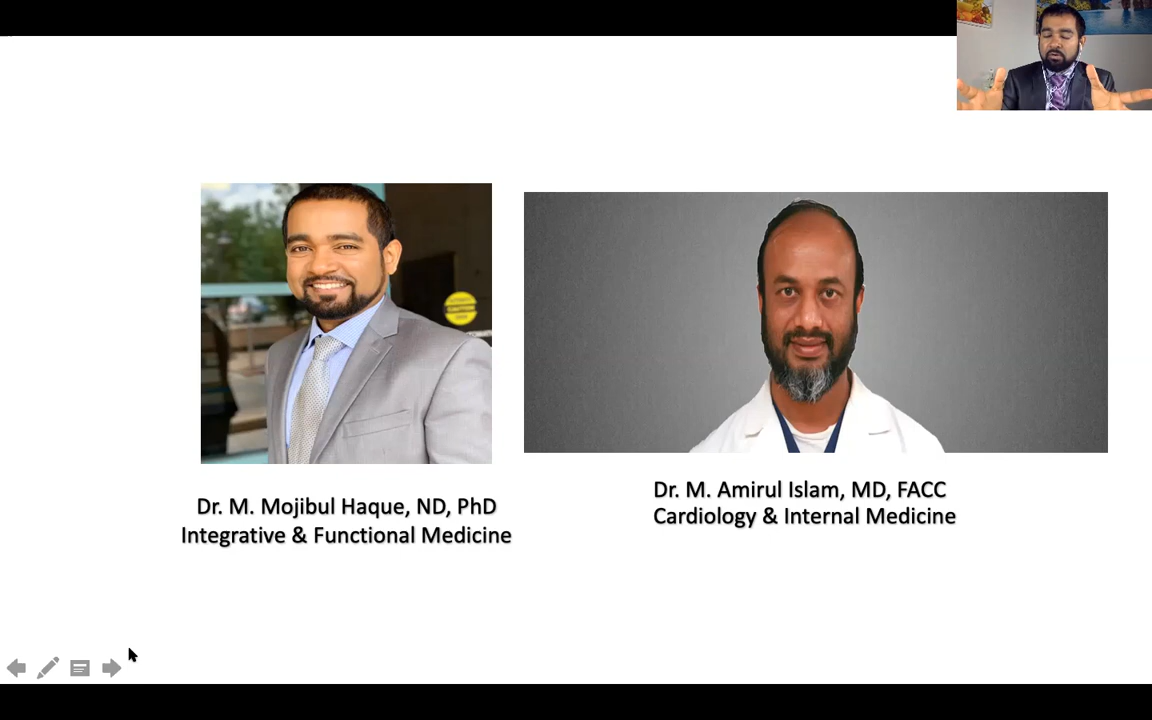 Dr. M. Mojibul Haque, ND, PhD
Integrative & Functional Medicine
Dr. M. Amirul Islam, MD, FACC
Cardiology & Internal Medicine